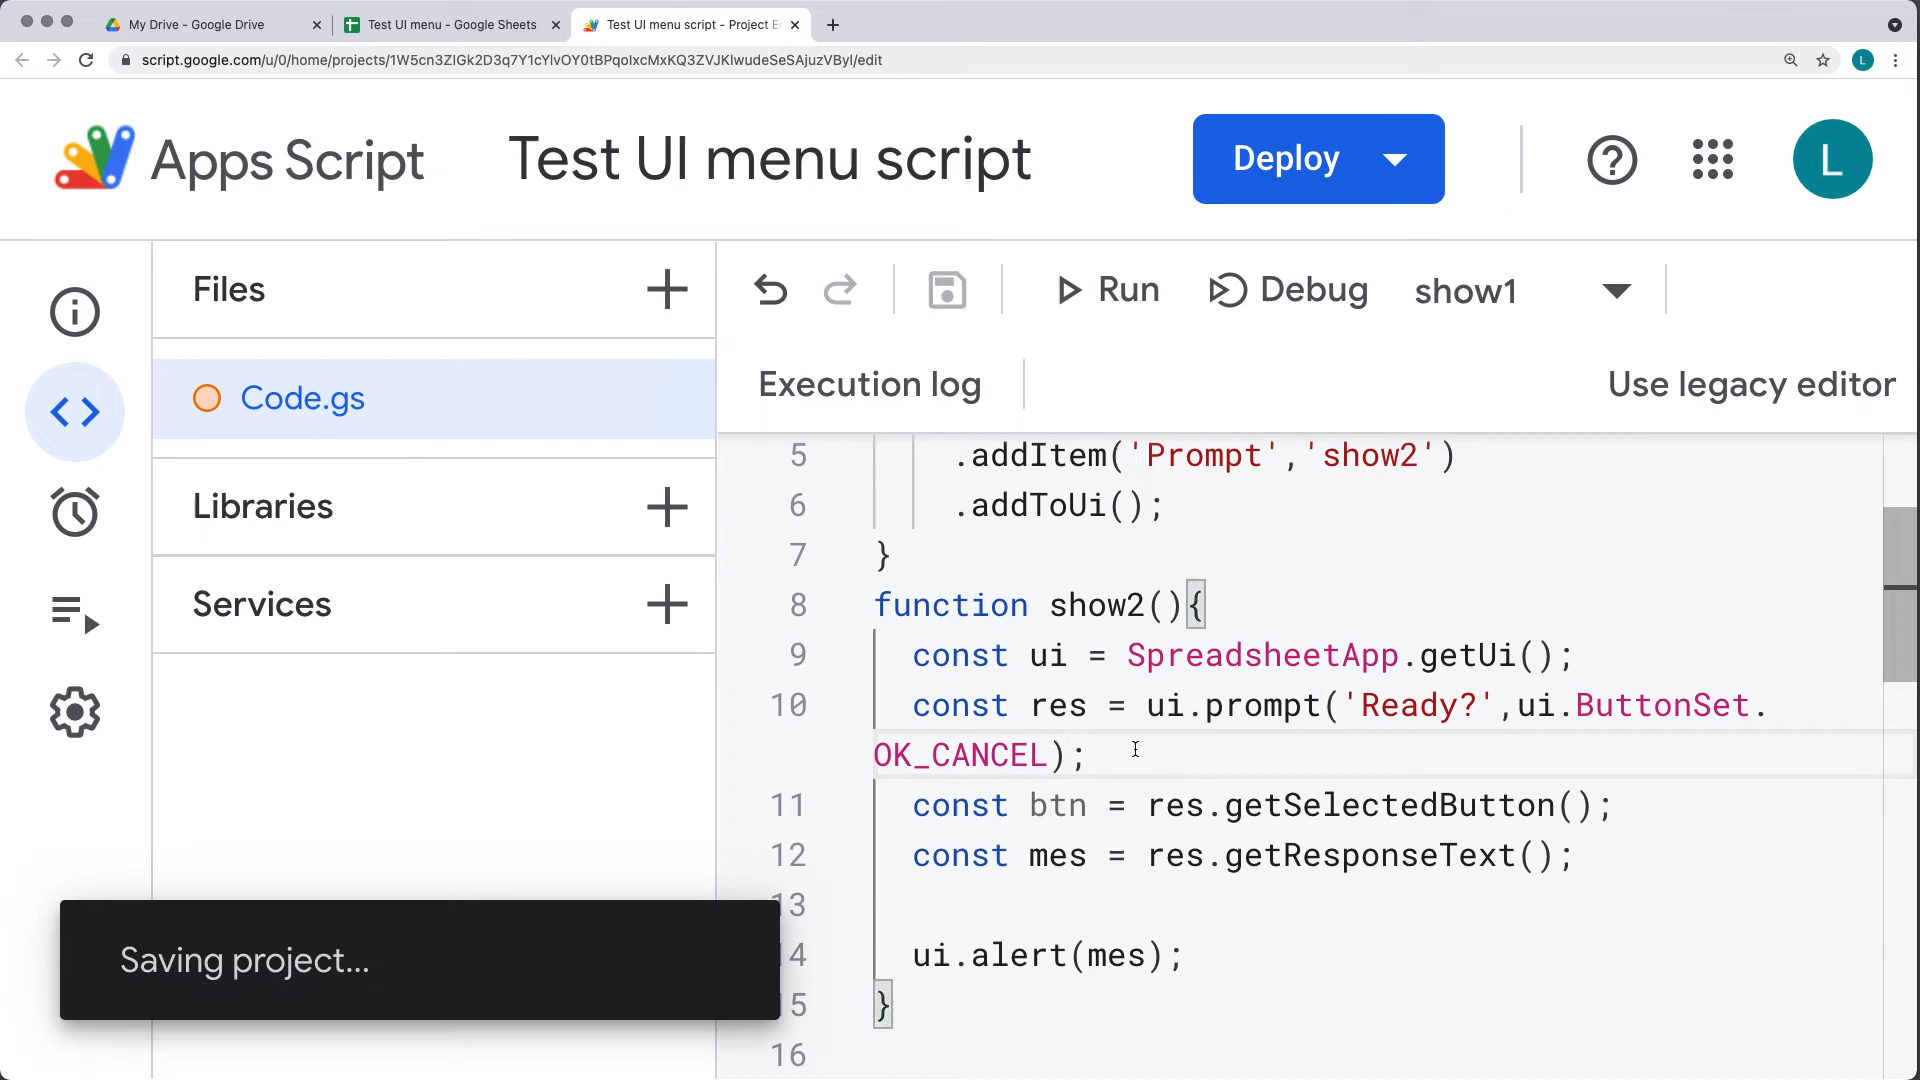 My Drive - Google Drive
Test UI menu - Google Sheets
Test UI menu script - Project E
script.google.com/u/0/home/projects/1W5cn3ZIGk2D3q7Y1cYlvOY0tBPqoIxcMxKQ3ZVJKlwudeSeSAjuzVByl/edit
L
Apps Script
Test UI menu script
Deploy
L
Files
Run
Debug
show1
Code.gs
Execution log
Use legacy editor
Libraries
Services
5 .addItem('Prompt','show2')
6 .addToUi();
7 }
8 function show2(){
9 const ui = SpreadsheetApp.getUi();
10 const res = ui.prompt('Ready?',ui.ButtonSet.
OK_CANCEL);
11 const btn = res.getSelectedButton();
12 const mes = res.getResponseText();
13
14 ui.alert(mes);
15 }
16
Saving project...